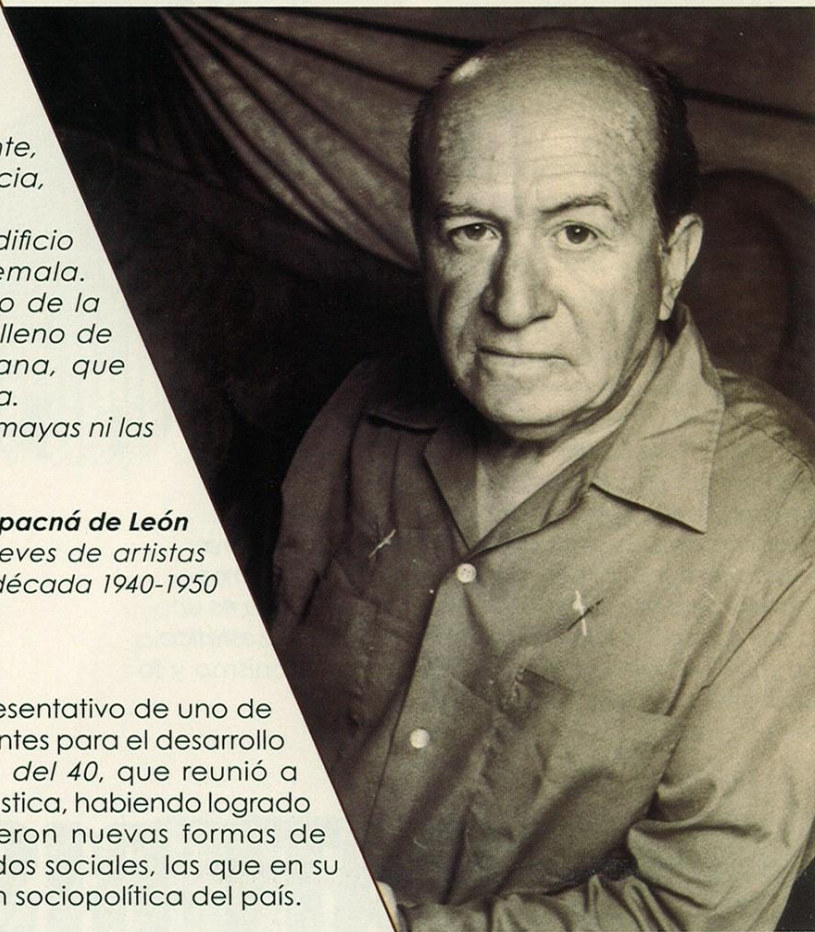 nte,
cia,
dificio
emala.
o de la
lleno de
ana, que
a.
mayas ni las
pacná de León
eves de artistas
década 1940-1950
esentativo de uno de
ntes para el desarrollo
del 40, que reunió a
stica, habiendo logrado
eron nuevas formas de
dos sociales, las que en su
n sociopolítica del país.